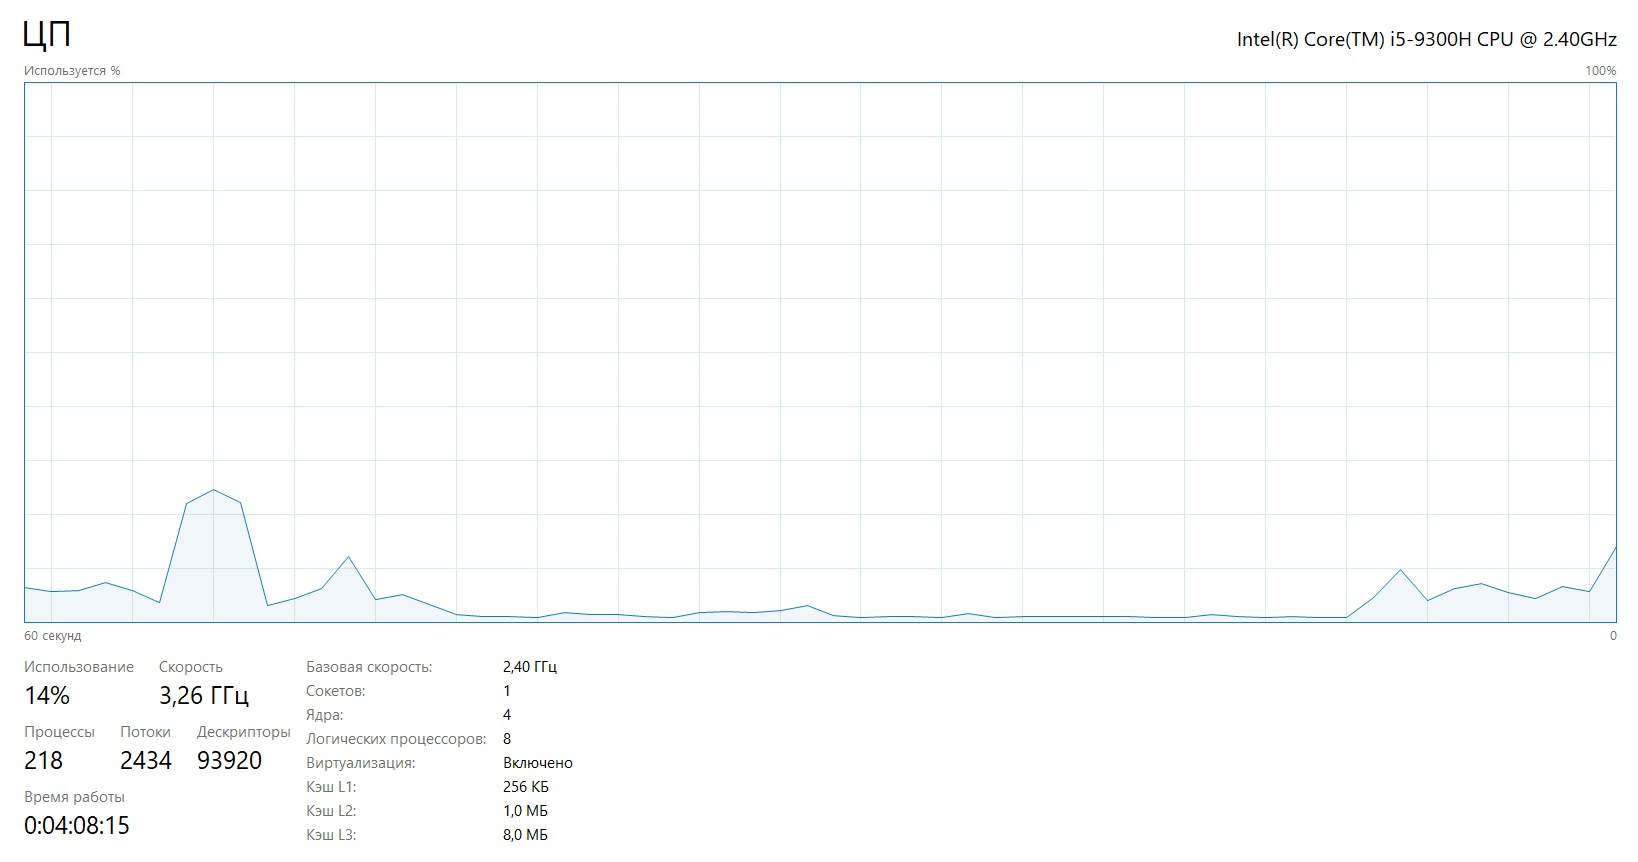 ЦП
Intel(R) Core(TM) i5-9300H CPU @ 2.40GHz
Используется %
100%
60 секунд
0
Использование
14%
Скорость
3,26 ГГц
Процессы
218
Потоки
2434
Дескрипторы
93920
Время работы
0:04:08:15
Базовая скорость: 2,40 ГГц
Сокетов: 1
Ядра: 4
Логических процессоров: 8
Виртуализация: Включено
Кэш L1: 256 КБ
Кэш L2: 1,0 МБ
Кэш L3: 8,0 МБ